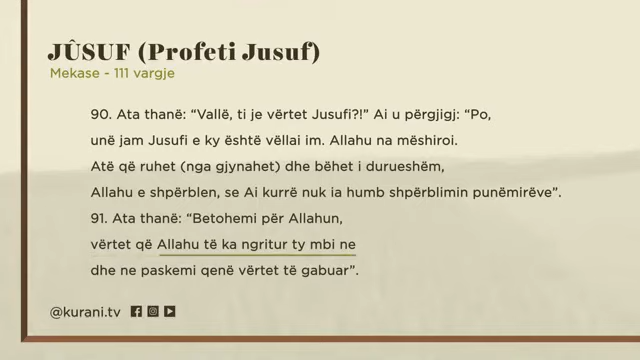 JÛSUF (Profeti Jusuf)
Mekase - 111 vargje
90. Ata thanë: “Vallë, ti je vërtet Jusufi?!” Ai u përgjigj: “Po,
unë jam Jusufi e ky është vëllai im. Allahu na mëshiroi.
Atë që ruhet (nga gjynahet) dhe bëhet i durueshëm,
Allahu e shpërblen, se Ai kurrë nuk ia humb shpërblimin punëmirëve”.
91. Ata thanë: “Betohemi për Allahun,
vërtet që Allahu të ka ngritur ty mbi ne
dhe ne paskemi qenë vërtet të gabuar”.
@kurani.tv